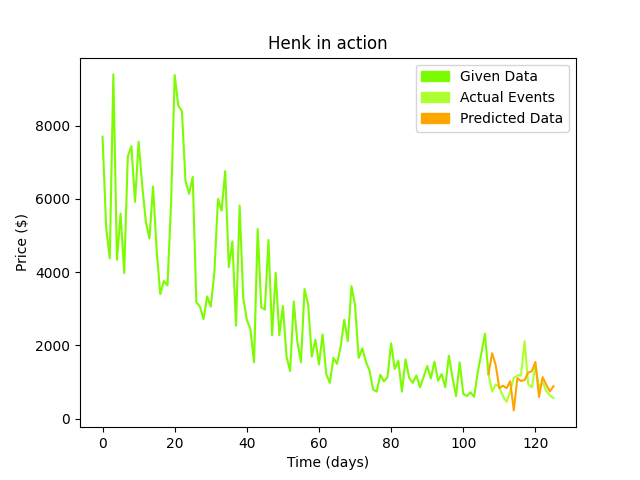 Henk in action
Given Data
Actual Events
Predicted Data
Price ($)
8000
6000
4000
2000
0
0 20 40 60 80 100 120
Time (days)